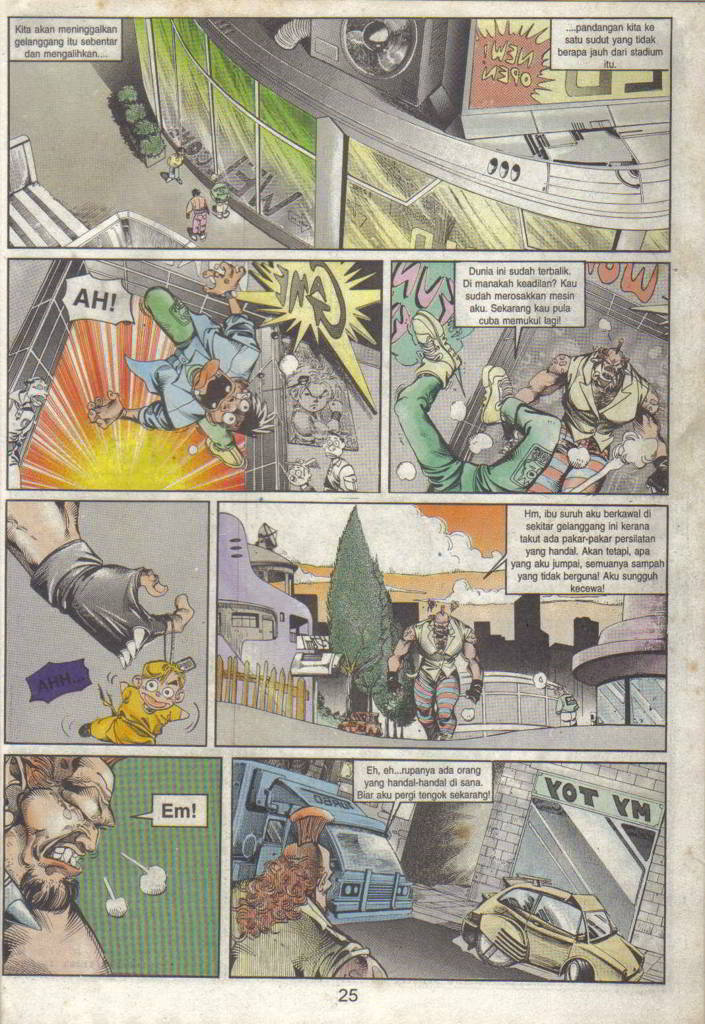 Kita akan meninggalkan
gelanggang itu sebentar
dan mengalihkan....
....pandangan kita ke
satu sudut yang tidak
berapa jauh dari stadium
itu.
NEW!
OPEN
AH!
GAME
Dunia ini sudah terbalik.
Di manakah keadilan? Kau
sudah merosakkan mesin
aku. Sekarang kau pula
cuba memukul lagi!
AHH...
Hm, ibu suruh aku berkawal di
sekitar gelanggang ini kerana
takut ada pakar-pakar persilatan
yang handal. Akan tetapi, apa
yang aku jumpai, semuanya sampah
yang tidak berguna! Aku sungguh
kecewa!
Em!
Eh, eh...rupanya ada orang
yang handal-handal di sana.
Biar aku pergi tengok sekarang!
MY TOY
25